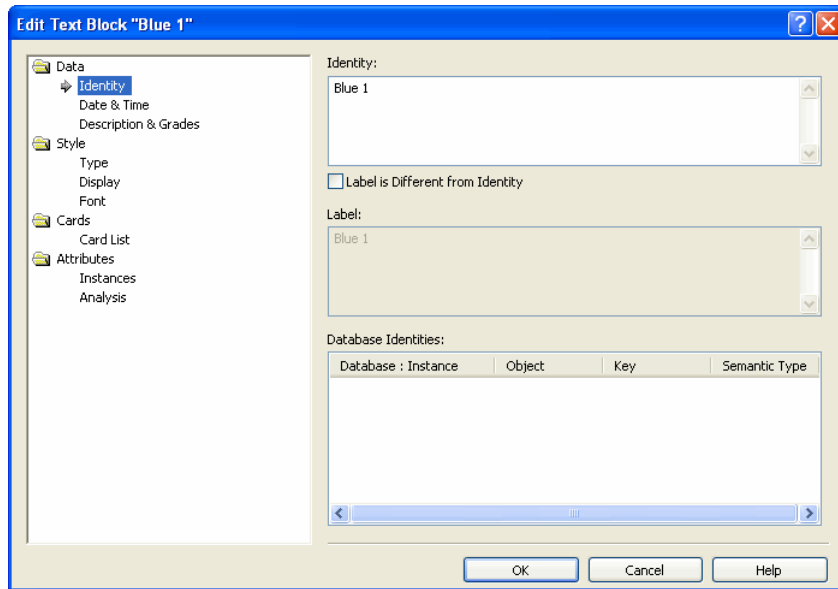 Edit Text Block "Blue 1"
Data
Identity
Date & Time
Description & Grades
Style
Type
Display
Font
Cards
Card List
Attributes
Instances
Analysis
Identity:
Blue 1
Label is Different from Identity
Label:
Blue 1
Database Identities:
Database : Instance Object Key Semantic Type
OK Cancel Help